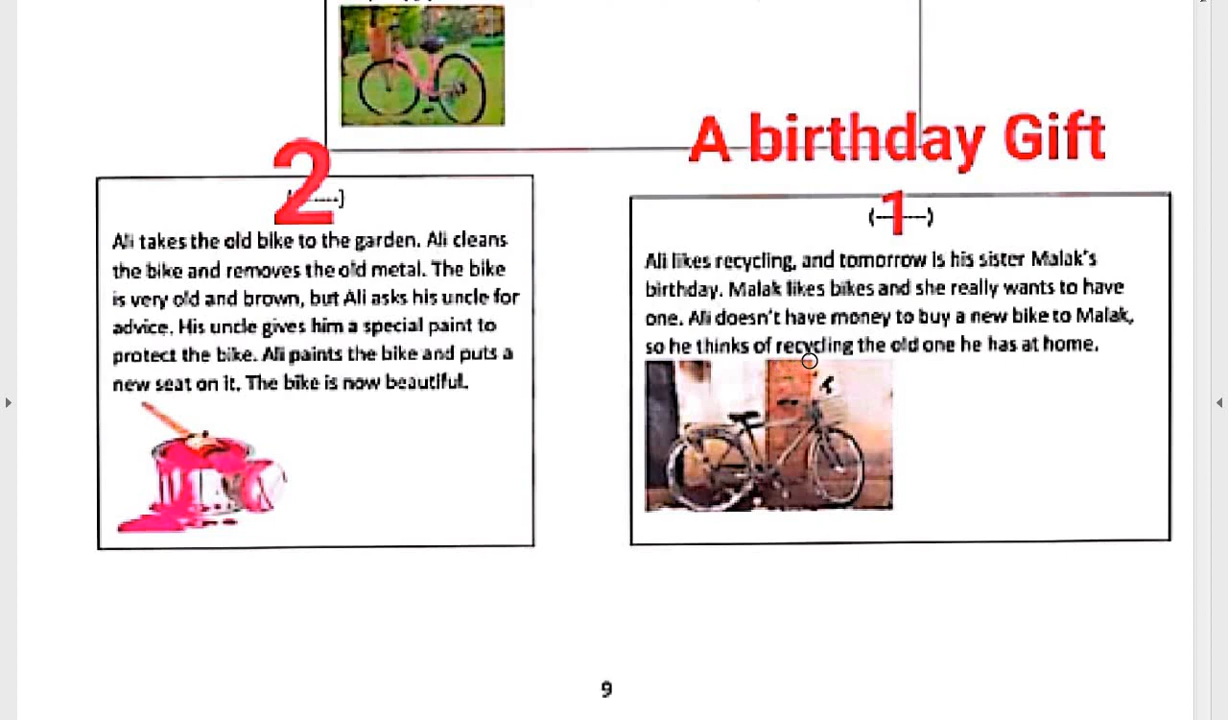 A birthday Gift
2
(------)
Ali takes the old bike to the garden. Ali cleans
the bike and removes the old metal. The bike
is very old and brown, but Ali asks his uncle for
advice. His uncle gives him a special paint to
protect the bike. Ali paints the bike and puts a
new seat on it. The bike is now beautiful.
1
(------)
Ali likes recycling, and tomorrow is his sister Malak's
birthday. Malak likes bikes and she really wants to have
one. Ali doesn't have money to buy a new bike to Malak,
so he thinks of recycling the old one he has at home.
9